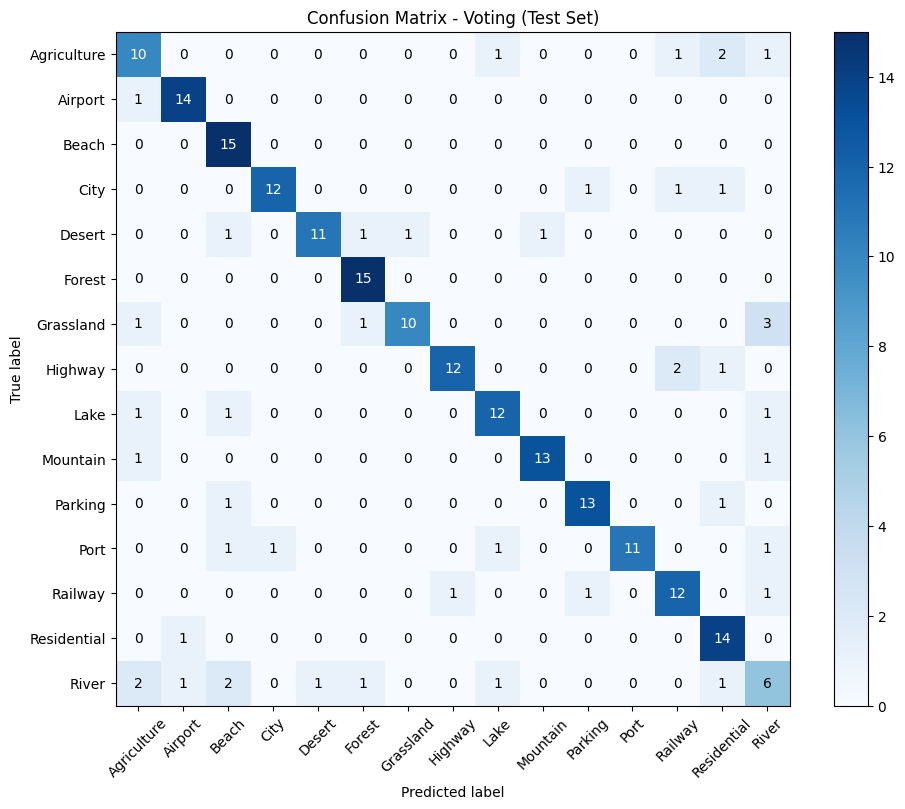 Confusion Matrix - Voting (Test Set)
Agriculture 10 0 0 0 0 0 0 0 1 0 0 0 1 2 1
Airport 1 14 0 0 0 0 0 0 0 0 0 0 0 0 0
Beach 0 0 15 0 0 0 0 0 0 0 0 0 0 0 0
City 0 0 0 12 0 0 0 0 0 0 1 0 1 1 0
Desert 0 0 1 0 11 1 1 0 0 1 0 0 0 0 0
Forest 0 0 0 0 0 15 0 0 0 0 0 0 0 0 0
Grassland 1 0 0 0 0 1 10 0 0 0 0 0 0 0 3
Highway 0 0 0 0 0 0 0 12 0 0 0 0 2 1 0
Lake 1 0 1 0 0 0 0 0 12 0 0 0 0 0 1
Mountain 1 0 0 0 0 0 0 0 0 13 0 0 0 0 1
Parking 0 0 1 0 0 0 0 0 0 0 13 0 0 1 0
Port 0 0 1 1 0 0 0 0 1 0 0 11 0 0 1
Railway 0 0 0 0 0 0 0 1 0 0 1 0 12 0 1
Residential 0 1 0 0 0 0 0 0 0 0 0 0 0 14 0
River 2 1 2 0 1 1 0 0 1 0 0 0 0 1 6
Agriculture Airport Beach City Desert Forest Grassland Highway Lake Mountain Parking Port Railway Residential River
Predicted label
True label
14
12
10
8
6
4
2
0